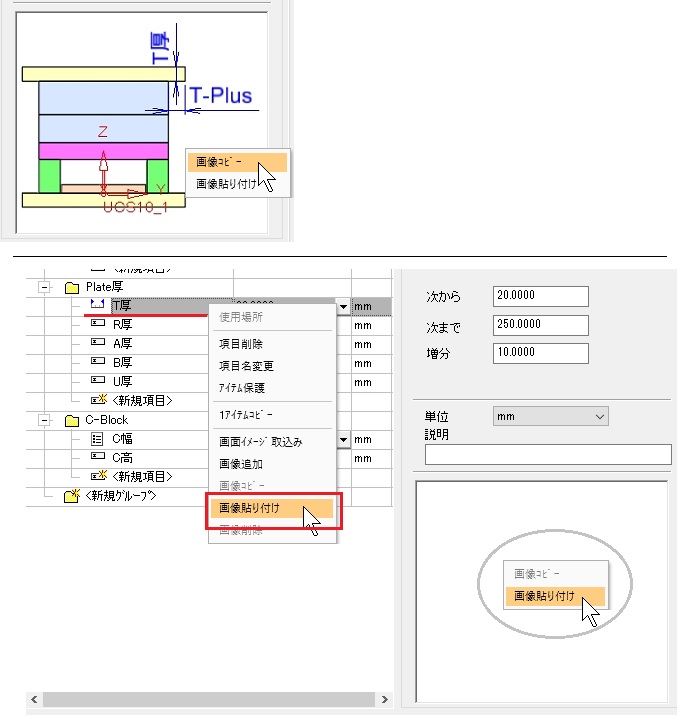 T厚
T-Plus
Z
Y
UCS10_1
画像ｺﾋﾟｰ
画像貼り付け
<新規項目>
Plate厚
T厚
20.0000
mm
R厚
mm
A厚
mm
B厚
mm
U厚
mm
<新規項目>
C-Block
C幅
mm
C高
mm
<新規項目>
<新規ｸﾞﾙｰﾌﾟ>
使用場所
項目削除
項目名変更
ｱｲﾃﾑ保護
1ｱｲﾃﾑｺﾋﾟｰ
画面ｲﾒｰｼﾞ取込み
画像追加
画像ｺﾋﾟｰ
画像貼り付け
画像削除
次から
20.0000
次まで
250.0000
増分
10.0000
単位
mm
説明
画像ｺﾋﾟｰ
画像貼り付け